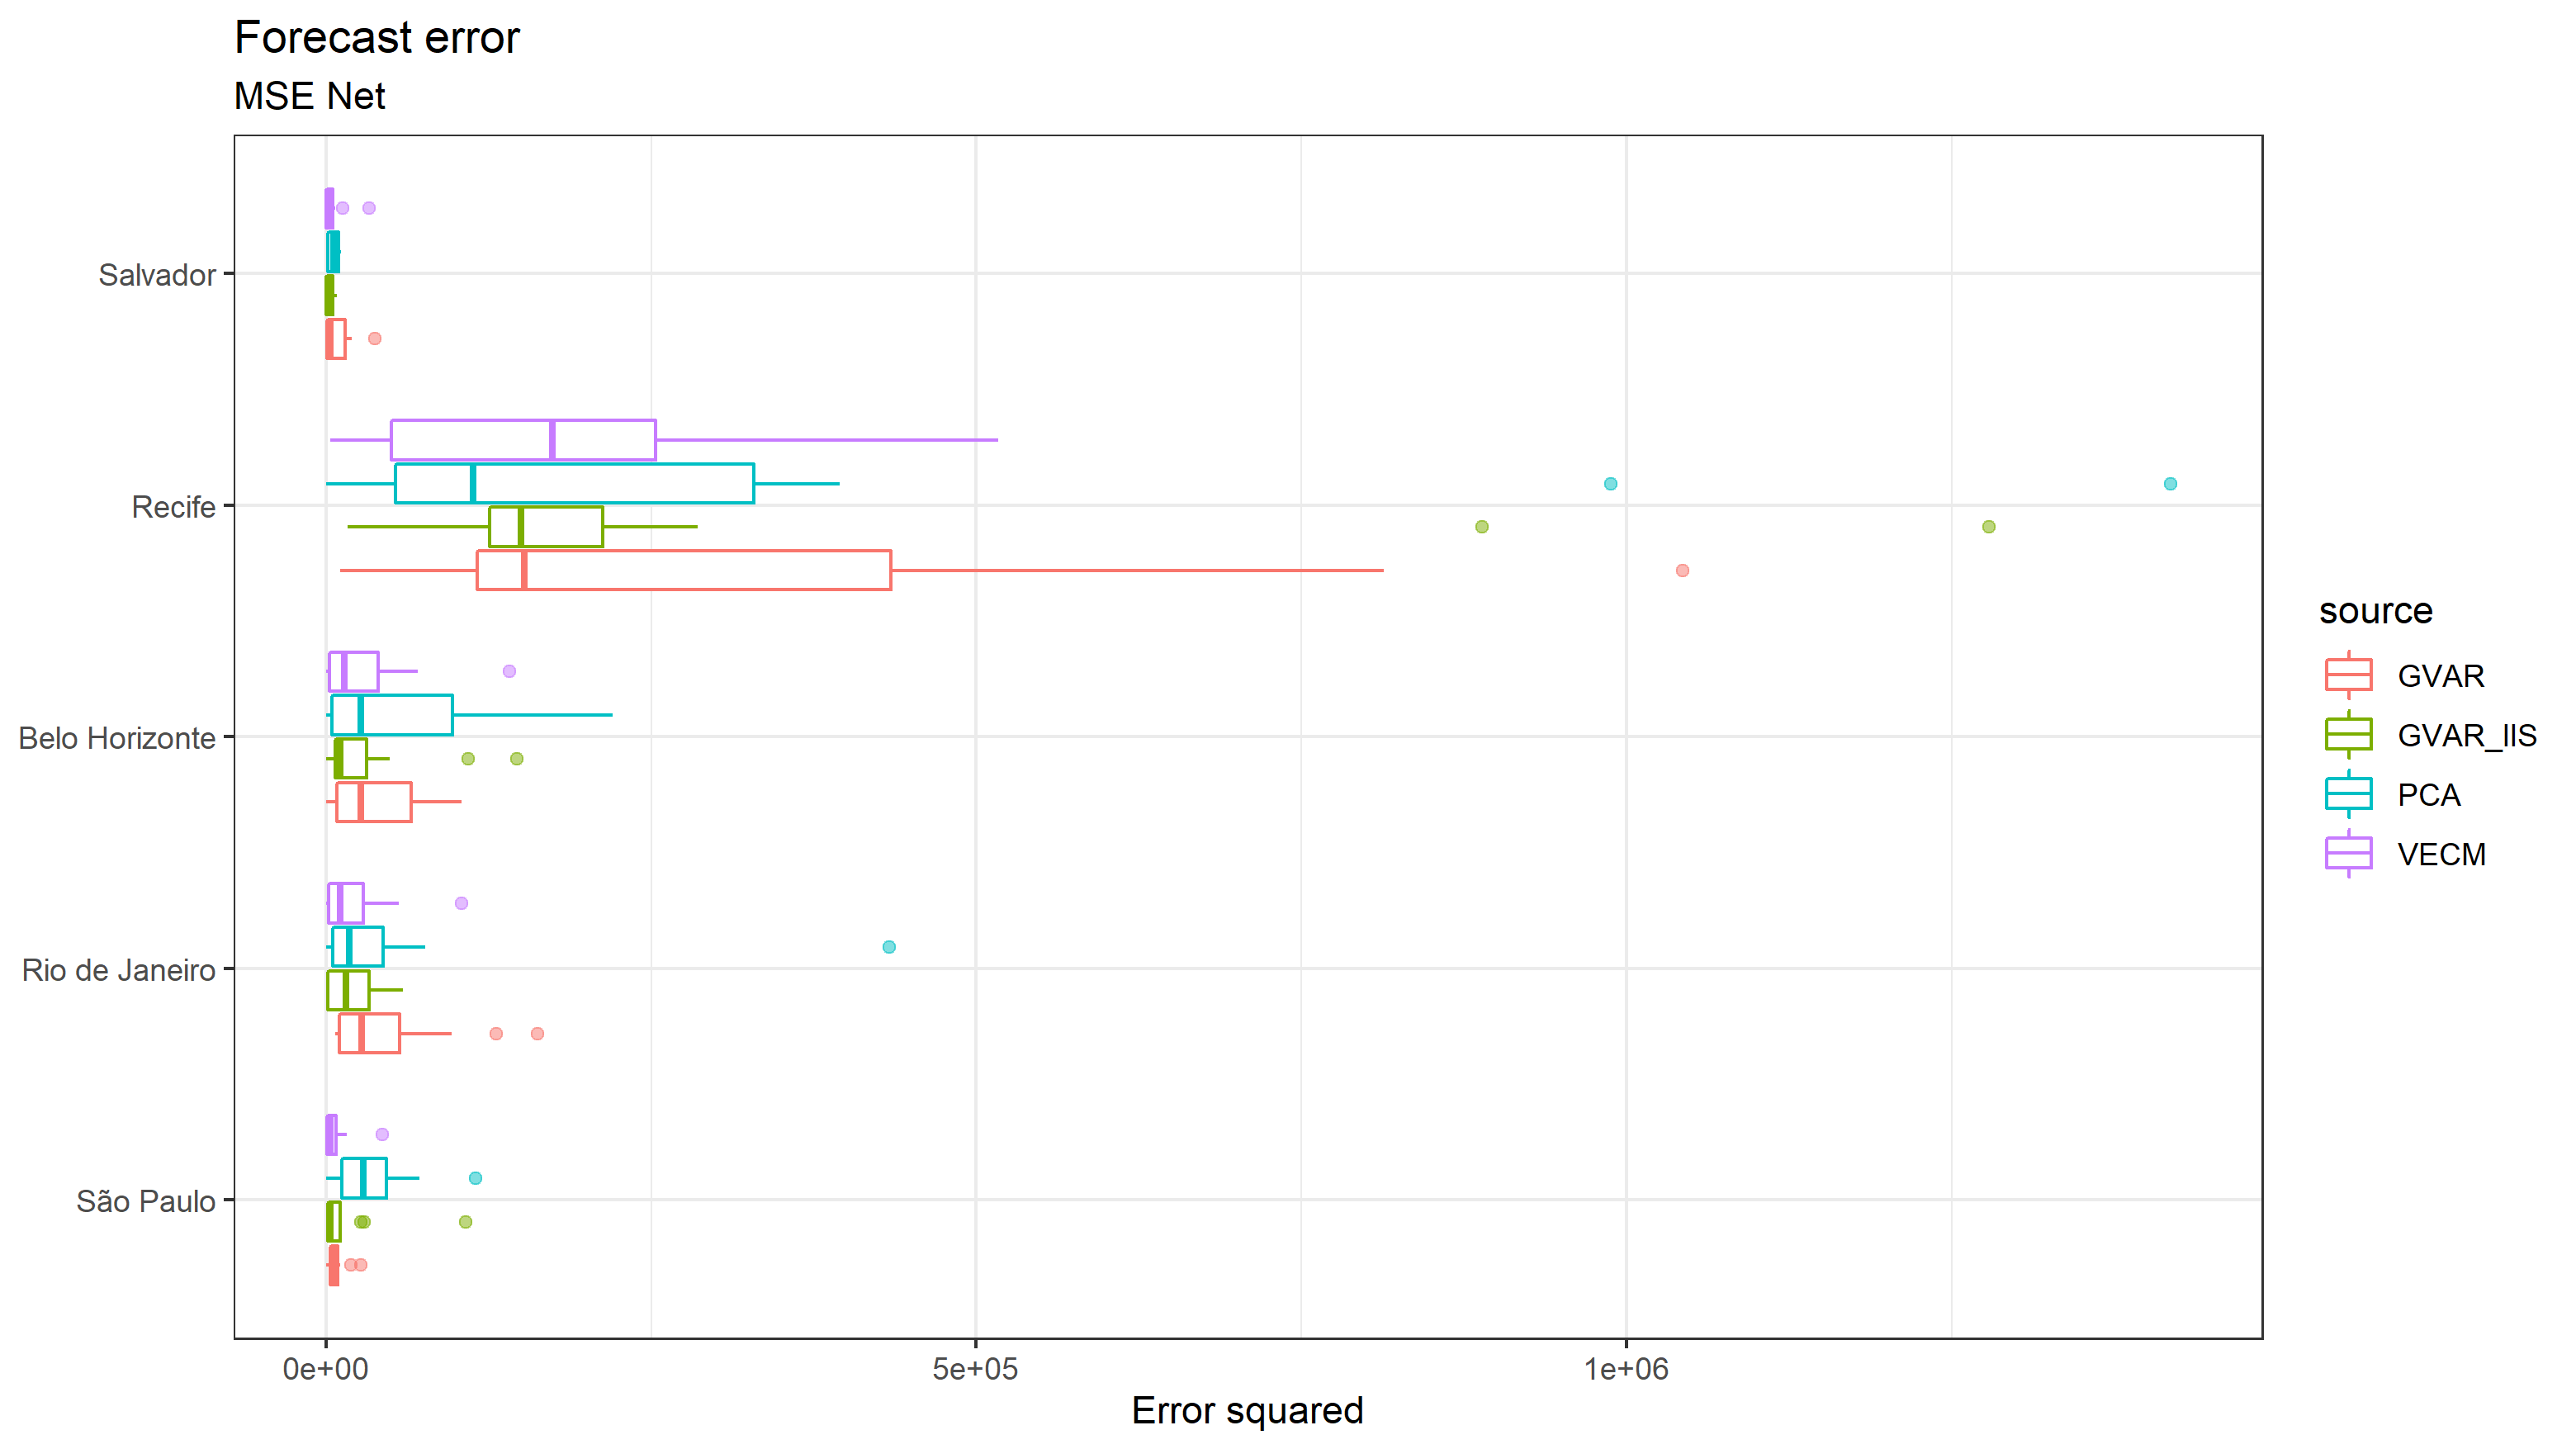 Forecast error
MSE Net
Salvador
Recife
Belo Horizonte
Rio de Janeiro
São Paulo
0e+00
5e+05
1e+06
Error squared
source
GVAR
GVAR_IIS
PCA
VECM